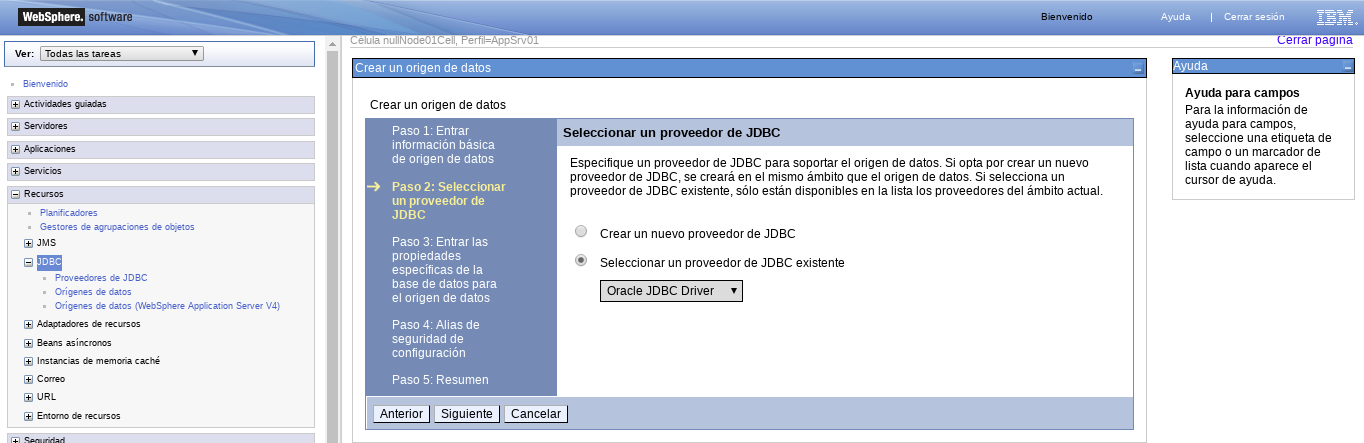 WebSphere. software
Bienvenido
Ayuda | Cerrar sesión
IBM.
Ver: Todas las tareas
Bienvenido
Actividades guiadas
Servidores
Aplicaciones
Servicios
Recursos
Planificadores
Gestores de agrupaciones de objetos
JMS
JDBC
Proveedores de JDBC
Orígenes de datos
Orígenes de datos (WebSphere Application Server V4)
Adaptadores de recursos
Beans asíncronos
Instancias de memoria caché
Correo
URL
Entorno de recursos
Seguridad
Célula nullNode01Cell, Perfil=AppSrv01
Cerrar página
Crear un origen de datos
Crear un origen de datos
Paso 1: Entrar
información básica
de origen de datos
Paso 2: Seleccionar
un proveedor de
JDBC
Paso 3: Entrar las
propiedades
específicas de la
base de datos para
el origen de datos
Paso 4: Alias de
seguridad de
configuración
Paso 5: Resumen
Seleccionar un proveedor de JDBC
Especifique un proveedor de JDBC para soportar el origen de datos. Si opta por crear un nuevo
proveedor de JDBC, se creará en el mismo ámbito que el origen de datos. Si selecciona un
proveedor de JDBC existente, sólo están disponibles en la lista los proveedores del ámbito actual.
Crear un nuevo proveedor de JDBC
Seleccionar un proveedor de JDBC existente
Oracle JDBC Driver
Anterior Siguiente Cancelar
Ayuda
Ayuda para campos
Para la información de
ayuda para campos,
seleccione una etiqueta de
campo o un marcador de
lista cuando aparece el
cursor de ayuda.